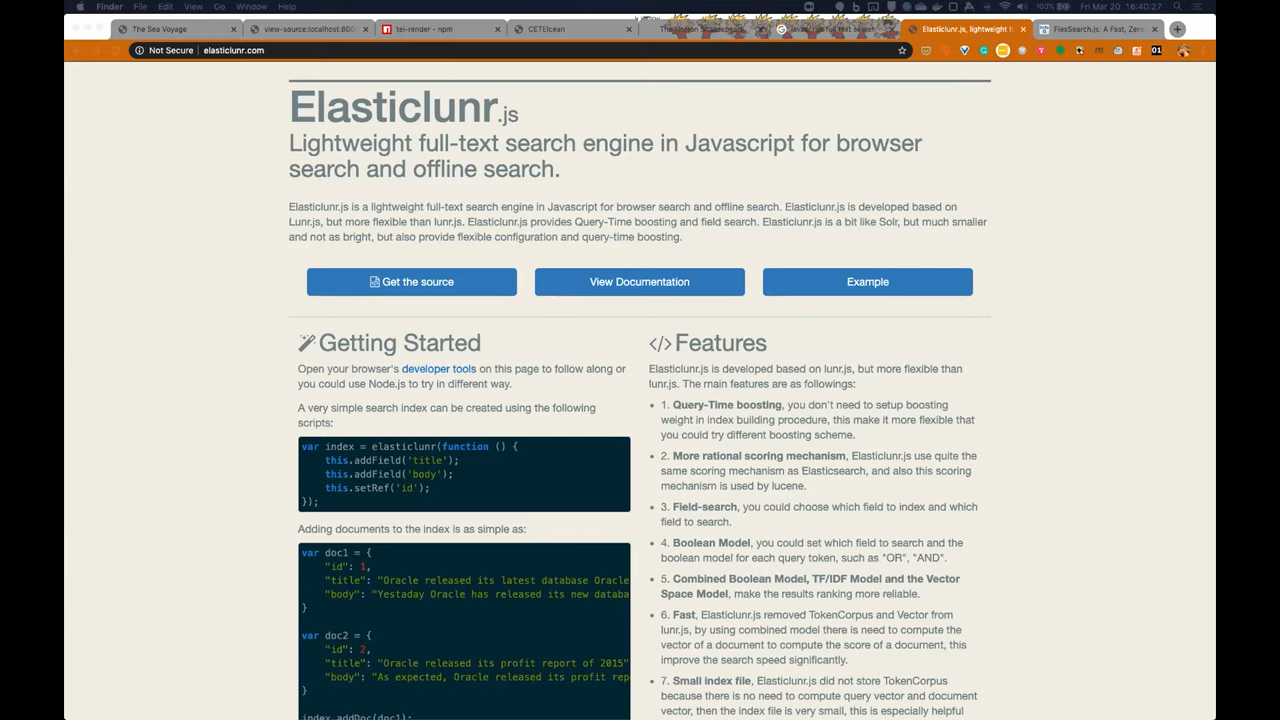 Finder File Edit View Go Window Help
100% Fri Mar 20 16:40:27
The Sea Voyage
view-source:localhost:800
tei-render - npm
CETEIcean
The Norton Shakespeare
javascript full text search
Elasticlunr.js, lightweight f
FlexSearch.js: A Fast, Zero
Not Secure | elasticlunr.com
Elasticlunr.js
Lightweight full-text search engine in Javascript for browser
search and offline search.
Elasticlunr.js is a lightweight full-text search engine in Javascript for browser search and offline search. Elasticlunr.js is developed based on
Lunr.js, but more flexible than lunr.js. Elasticlunr.js provides Query-Time boosting and field search. Elasticlunr.js is a bit like Solr, but much smaller
and not as bright, but also provide flexible configuration and query-time boosting.
Get the source
View Documentation
Example
Getting Started
Open your browser's developer tools on this page to follow along or
you could use Node.js to try in different way.
A very simple search index can be created using the following
scripts:
var index = elasticlunr(function () {
this.addField('title');
this.addField('body');
this.setRef('id');
});
Adding documents to the index is as simple as:
var doc1 = {
"id": 1,
"title": "Oracle released its latest database Oracle
"body": "Yestaday Oracle has released its new databa
}
var doc2 = {
"id": 2,
"title": "Oracle released its profit report of 2015"
"body": "As expected, Oracle released its profit repo
}
index.addDoc(doc1);
Features
Elasticlunr.js is developed based on lunr.js, but more flexible than
lunr.js. The main features are as followings:
1. Query-Time boosting, you don't need to setup boosting
weight in index building procedure, this make it more flexible that
you could try different boosting scheme.
2. More rational scoring mechanism, Elasticlunr.js use quite the
same scoring mechanism as Elasticsearch, and also this scoring
mechanism is used by lucene.
3. Field-search, you could choose which field to index and which
field to search.
4. Boolean Model, you could set which field to search and the
boolean model for each query token, such as "OR", "AND".
5. Combined Boolean Model, TF/IDF Model and the Vector
Space Model, make the results ranking more reliable.
6. Fast, Elasticlunr.js removed TokenCorpus and Vector from
lunr.js, by using combined model there is need to compute the
vector of a document to compute the score of a document, this
improve the search speed significantly.
7. Small index file, Elasticlunr.js did not store TokenCorpus
because there is no need to compute query vector and document
vector, then the index file is very small, this is especially helpful